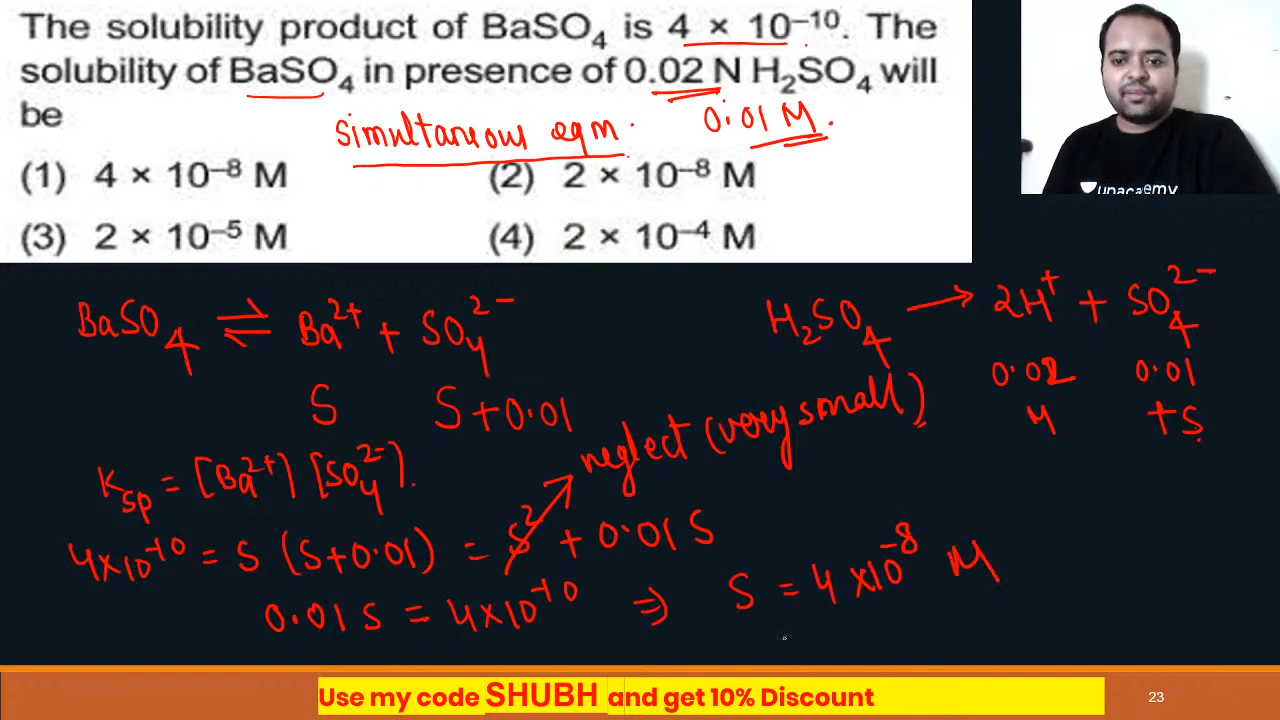 The solubility product of BaSO₄ is 4 × 10⁻¹⁰. The
solubility of BaSO₄ in presence of 0.02 N H₂SO₄ will
be
simultaneous eqm. 0.01 M.
(1) 4 × 10⁻⁸ M (2) 2 × 10⁻⁸ M
(3) 2 × 10⁻⁵ M (4) 2 × 10⁻⁴ M
unacademy
BaSO₄ ⇌ Ba²⁺ + SO₄²⁻ H₂SO₄ → 2H⁺ + SO₄²⁻
0.02 0.01
M +S
S S+0.01
neglect (very small)
Ksp = [Ba²⁺] [SO₄²⁻].
4×10⁻¹⁰ = S (S+0.01) = S² + 0.01 S
0.01 S = 4×10⁻¹⁰ ⇒ S = 4×10⁻⁸ M
Use my code SHUBH and get 10% Discount
23